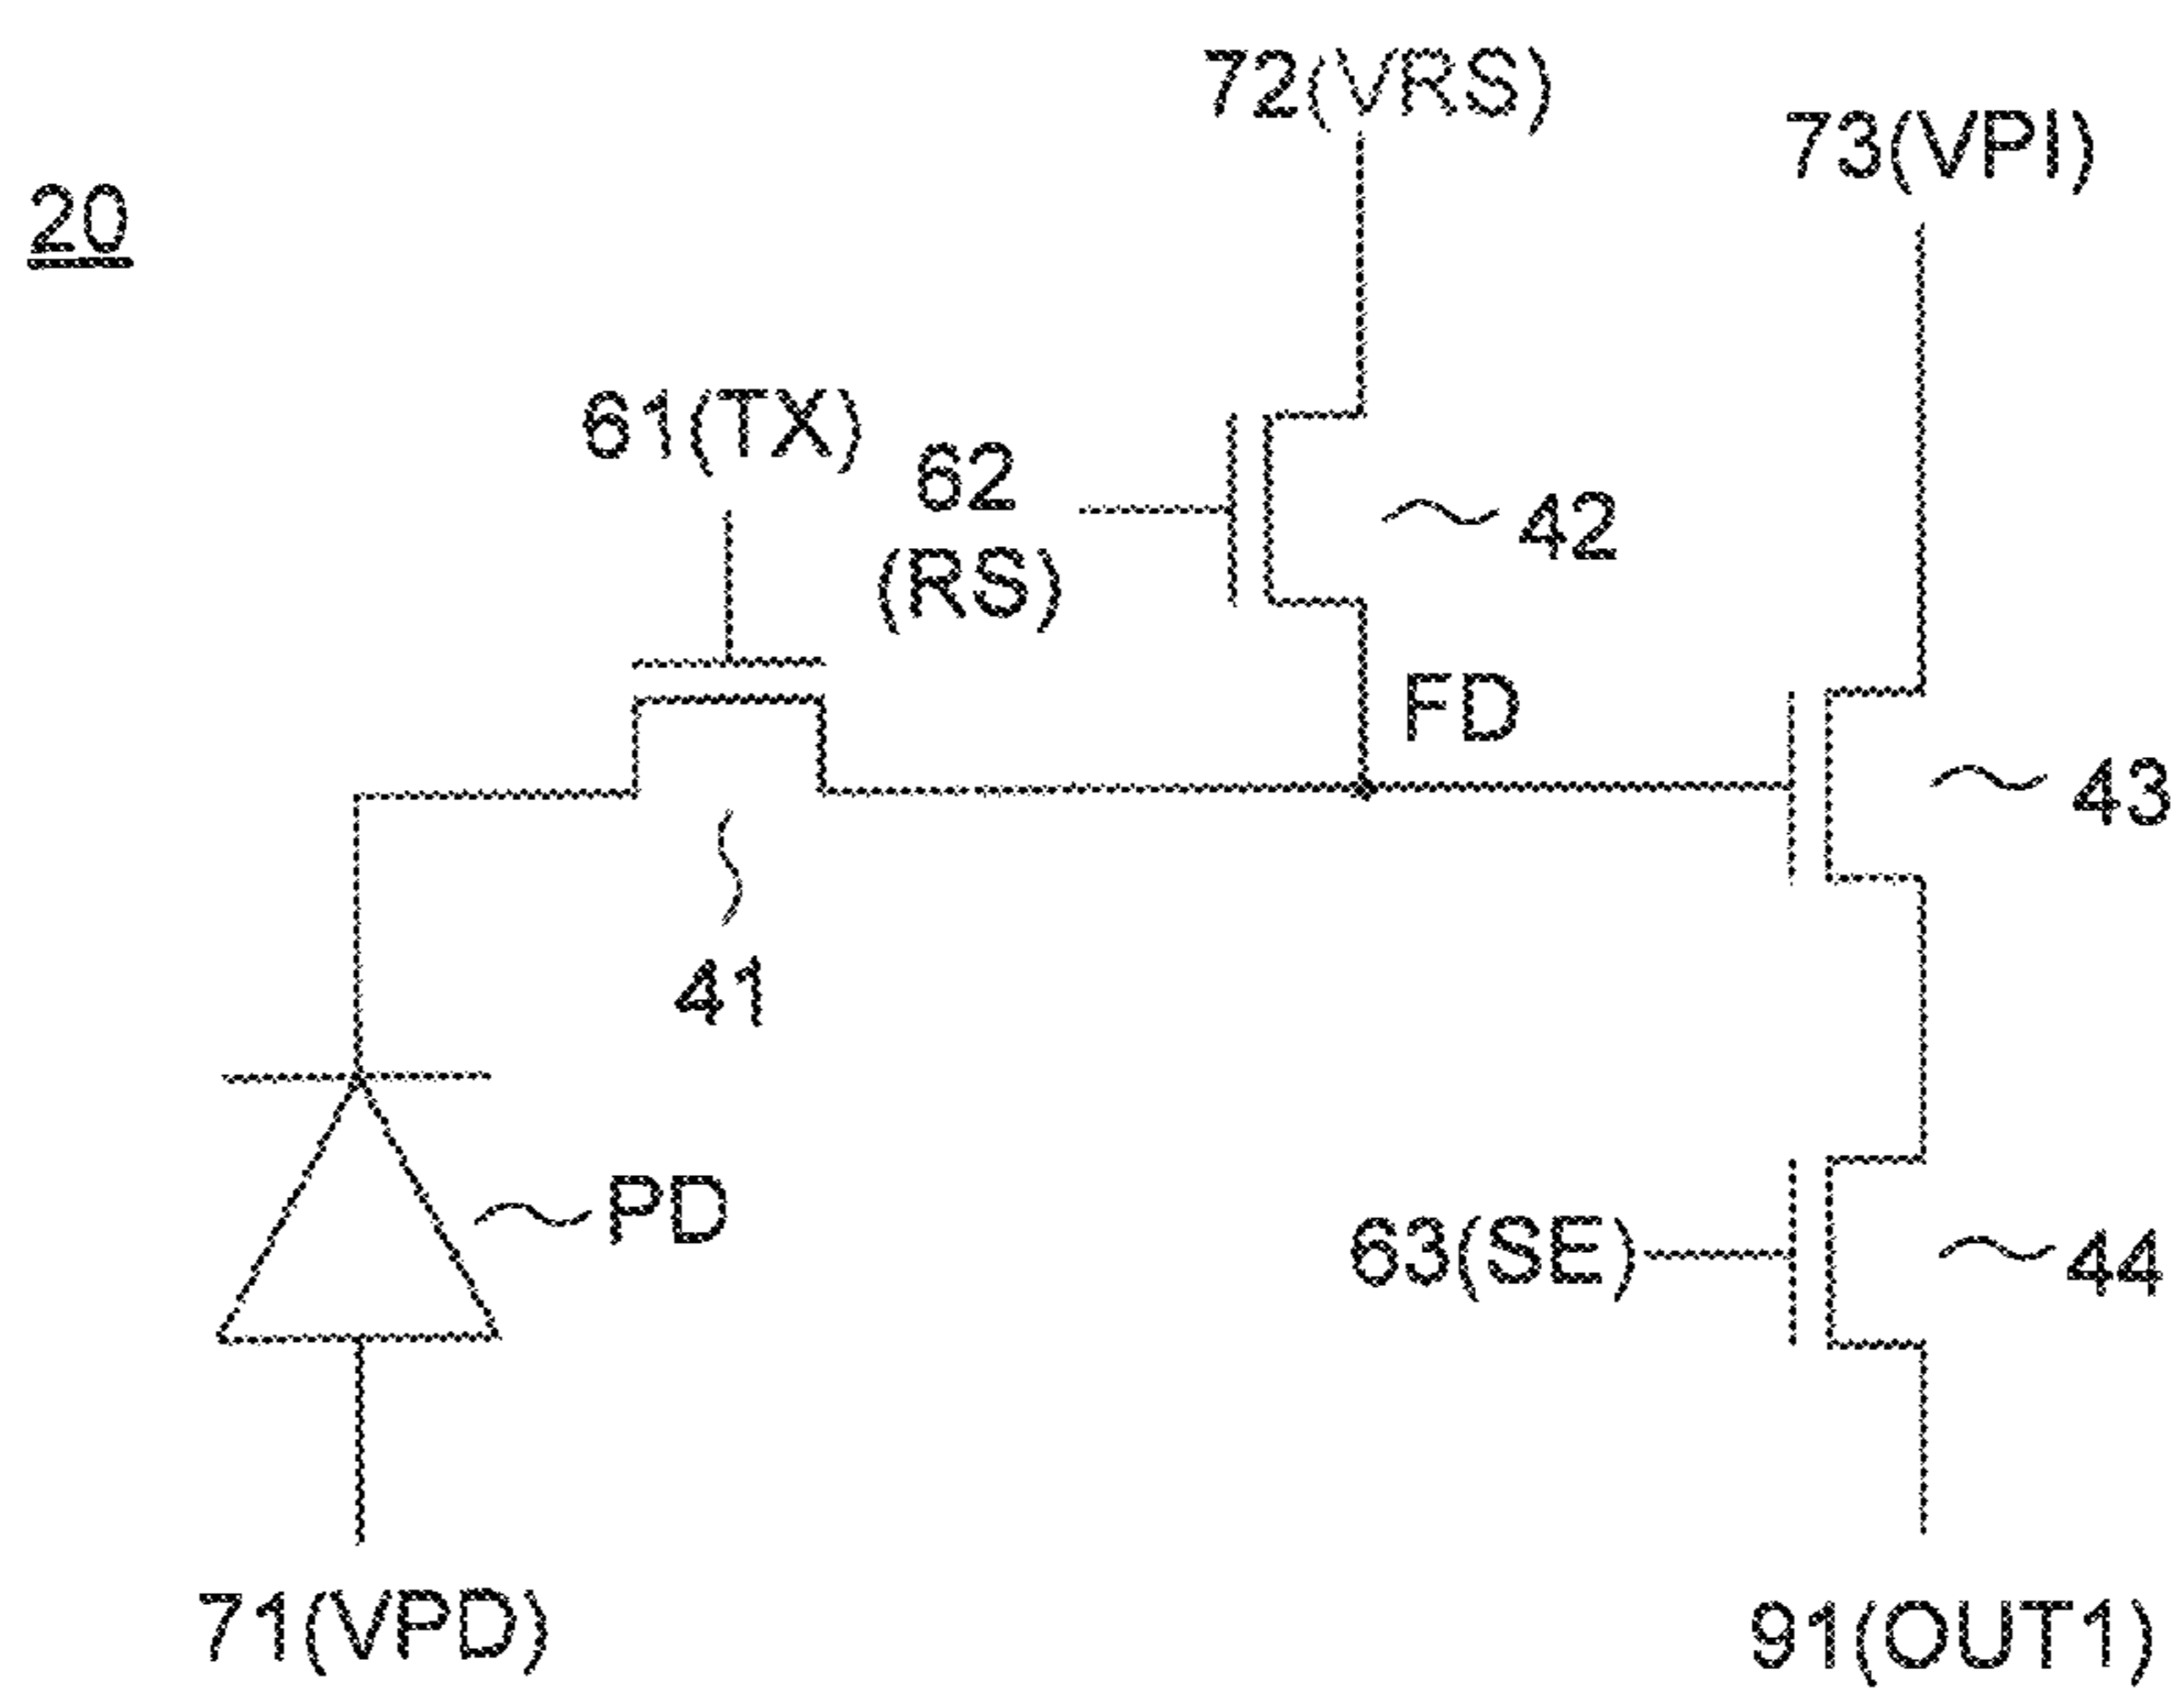 72(VRS)
73(VPI)
20
61(TX)
62
(RS)
42
FD
43
41
PD
63(SE)
44
71(VPD)
91(OUT1)